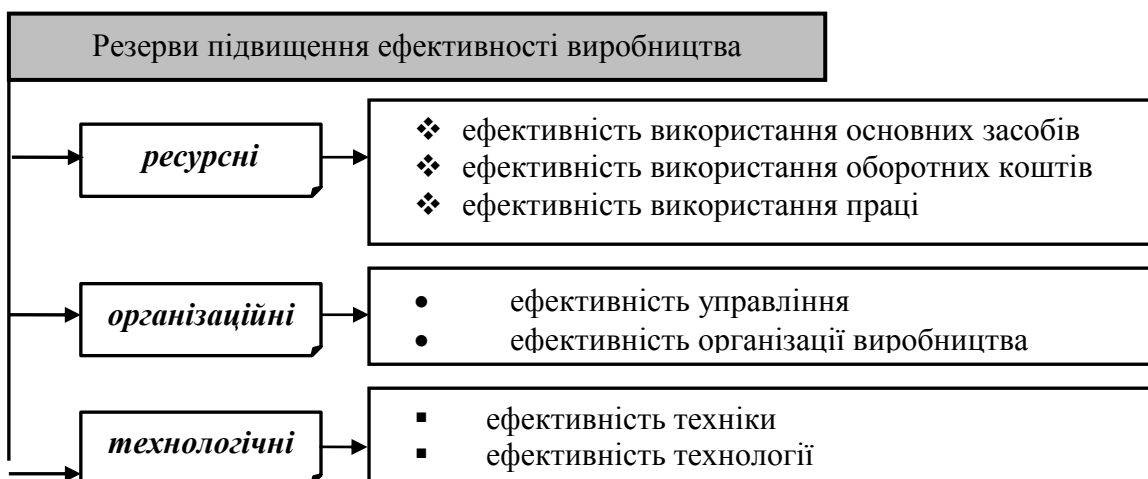 Резерви підвищення ефективності виробництва
ресурсні
❖ ефективність використання основних засобів
❖ ефективність використання оборотних коштів
❖ ефективність використання праці
організаційні
• ефективність управління
• ефективність організації виробництва
технологічні
▪ ефективність техніки
▪ ефективність технології